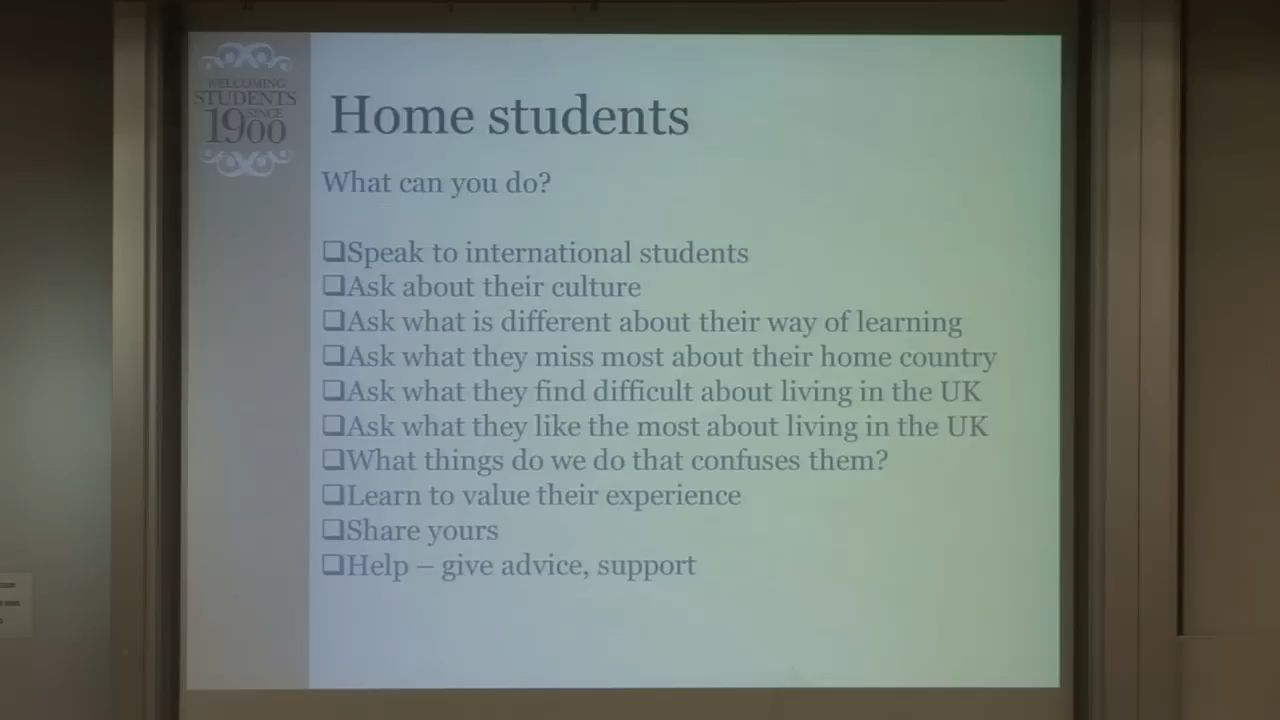 WELCOMING
STUDENTS
SINCE
1900
Home students
What can you do?
❑Speak to international students
❑Ask about their culture
❑Ask what is different about their way of learning
❑Ask what they miss most about their home country
❑Ask what they find difficult about living in the UK
❑Ask what they like the most about living in the UK
❑What things do we do that confuses them?
❑Learn to value their experience
❑Share yours
❑Help – give advice, support